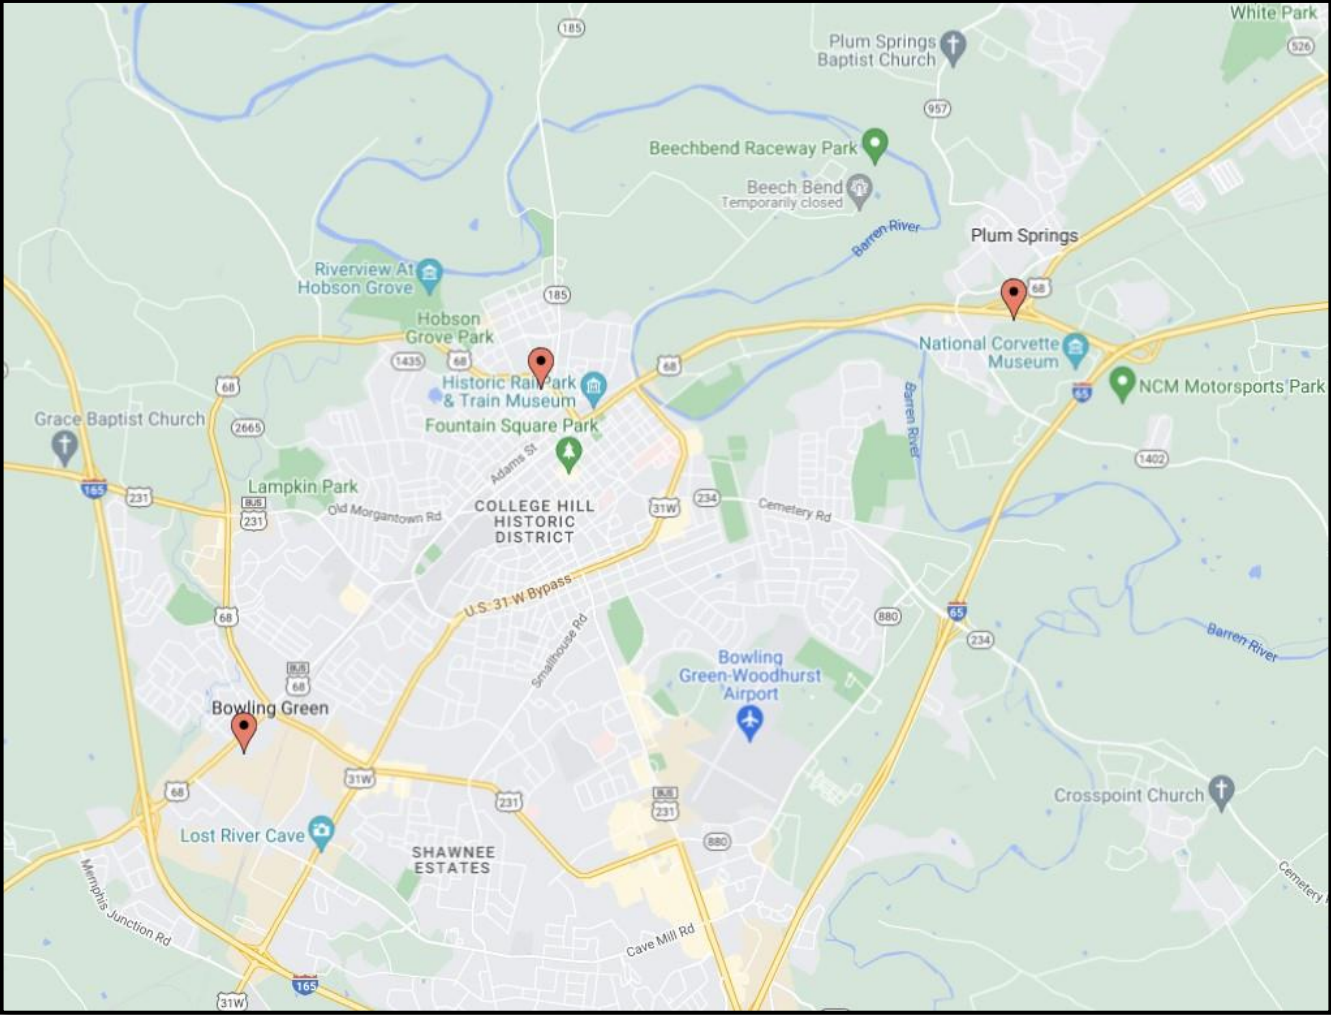 White Park
185
526
Plum Springs
Baptist Church
957
Beechbend Raceway Park
Beech Bend
Temporarily closed
Barren River
Plum Springs
Riverview At
Hobson Grove
185
68
Hobson
Grove Park
1435
68
68
National Corvette
Museum
Historic RailPark
& Train Museum
68
65
NCM Motorsports Park
Barren River
Grace Baptist Church
2665
Fountain Square Park
Adams St
1402
Lampkin Park
165
231
BUS
231
Old Morgantown Rd
COLLEGE HILL
HISTORIC
DISTRICT
31W
234
Cemetery Rd
U.S. 31 W Bypass
68
Smallhouse Rd
880
65
234
Barren River
BUS
68
Bowling
Green-Woodhurst
Airport
Bowling Green
68
31W
231
BUS
231
Crosspoint Church
Lost River Cave
880
SHAWNEE
ESTATES
Memphis Junction Rd
Cave Mill Rd
Cemetery
165
31W